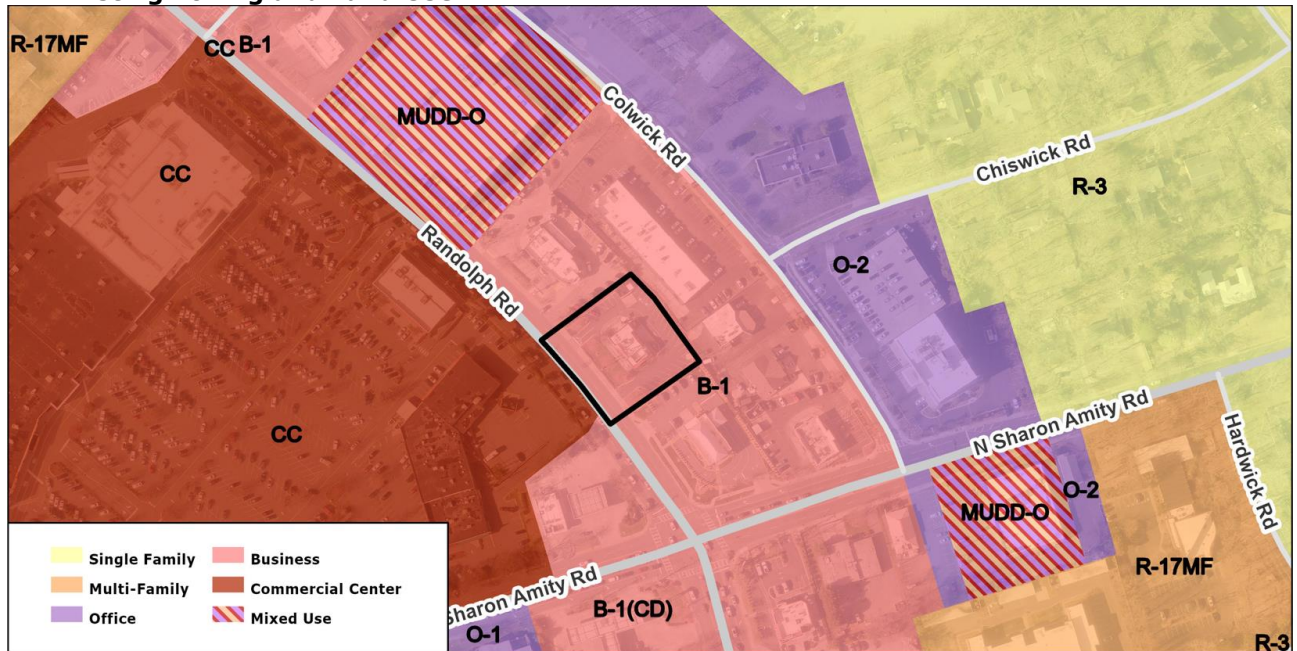 R-17MF
CC
B-1
MUDD-O
Colwick Rd
CC
Chiswick Rd
R-3
Randolph Rd
O-2
B-1
CC
N Sharon Amity Rd
Hardwick Rd
MUDD-O
O-2
R-17MF
Sharon Amity Rd
B-1(CD)
O-1
R-3
Single Family
Business
Multi-Family
Commercial Center
Office
Mixed Use